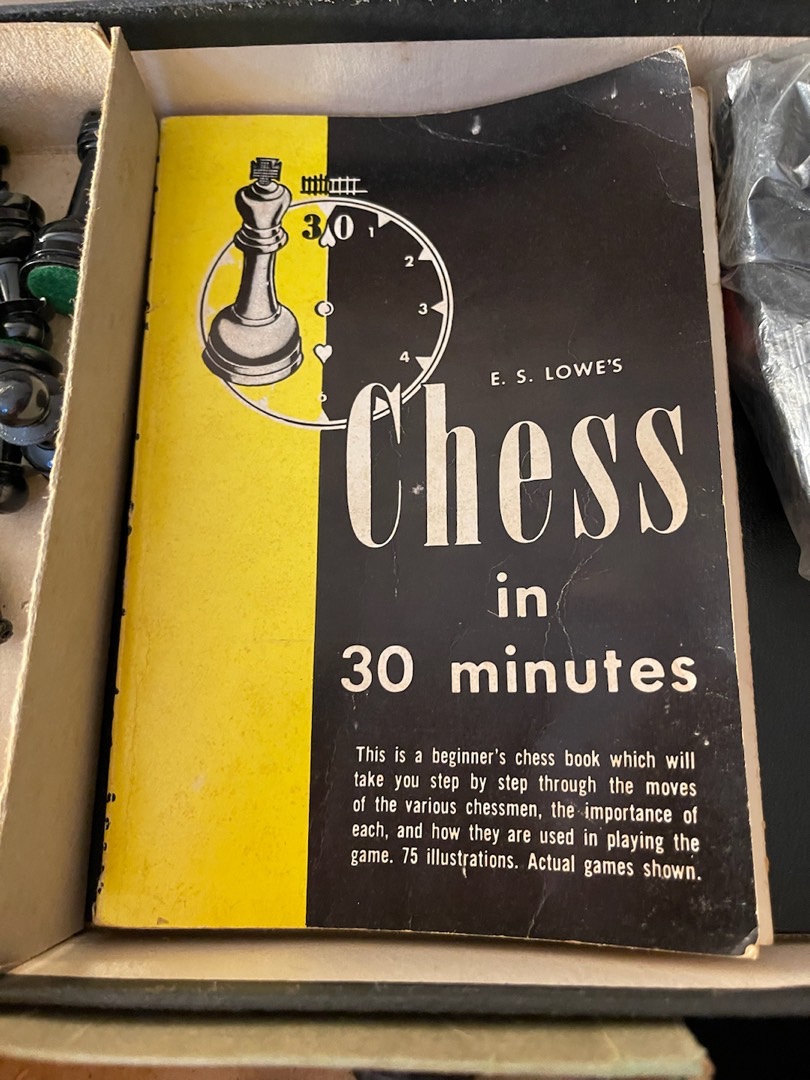 30
1
2
3
4
E. S. LOWE'S
Chess
in
30 minutes
This is a beginner's chess book which will
take you step by step through the moves
of the various chessmen, the importance of
each, and how they are used in playing the
game. 75 illustrations. Actual games shown.